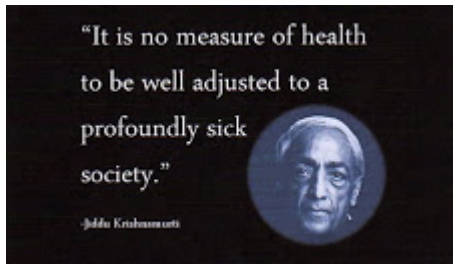 “It is no measure of health
to be well adjusted to a
profoundly sick
society.”
-Jiddu Krishnamurti